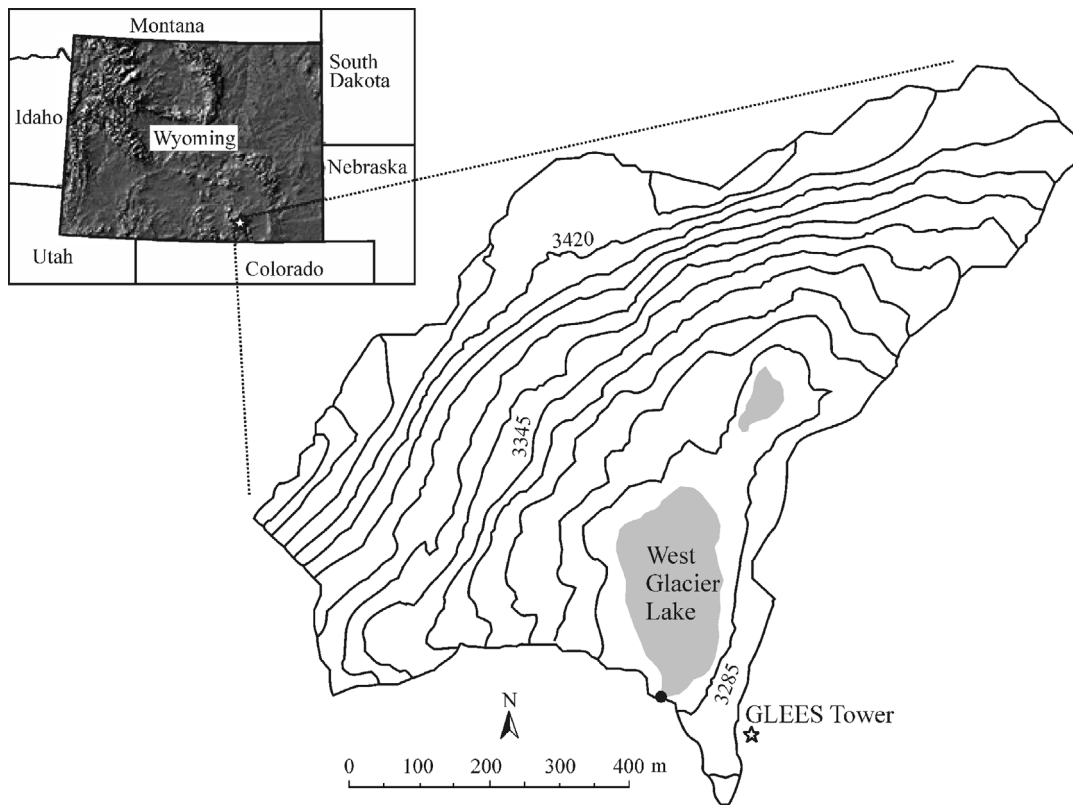 Montana
South
Dakota
Idaho
Wyoming
Nebraska
Utah
Colorado
3420
3345
West
Glacier
Lake
3285
N
GLEES Tower
0 100 200 300 400 m